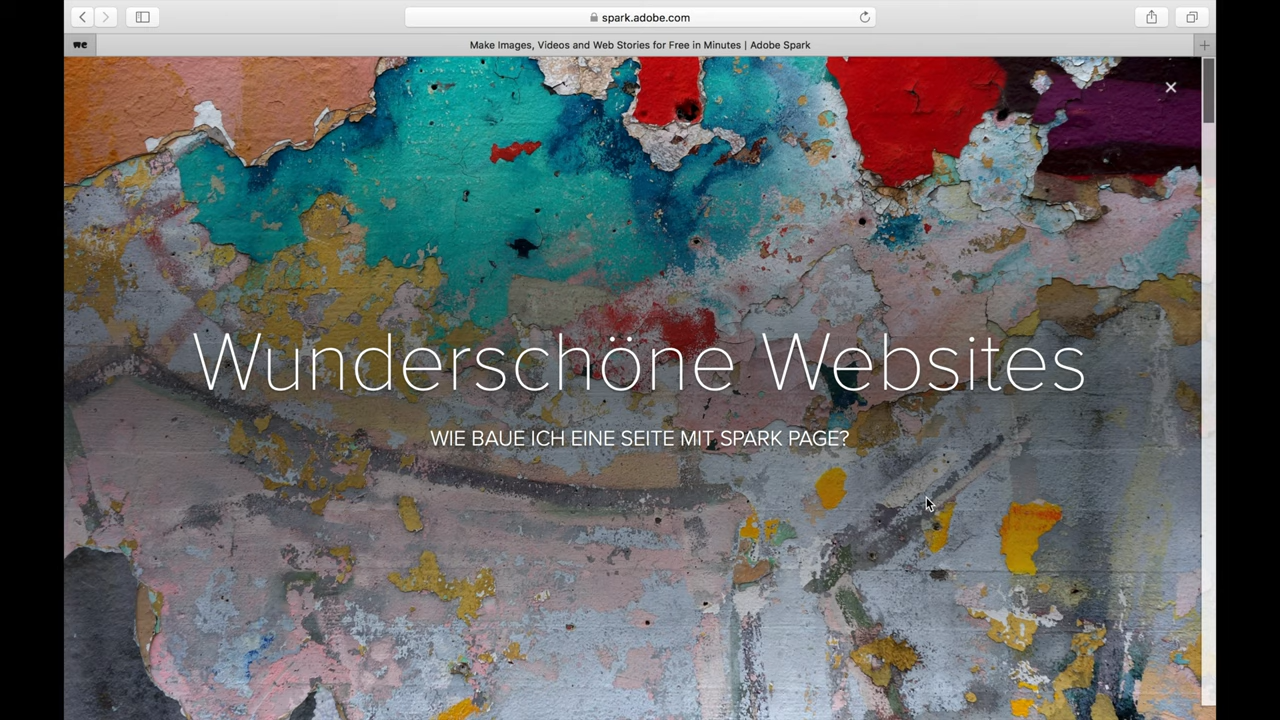 spark.adobe.com
we
Make Images, Videos and Web Stories for Free in Minutes | Adobe Spark
Wunderschöne Websites
WIE BAUE ICH EINE SEITE MIT SPARK PAGE?